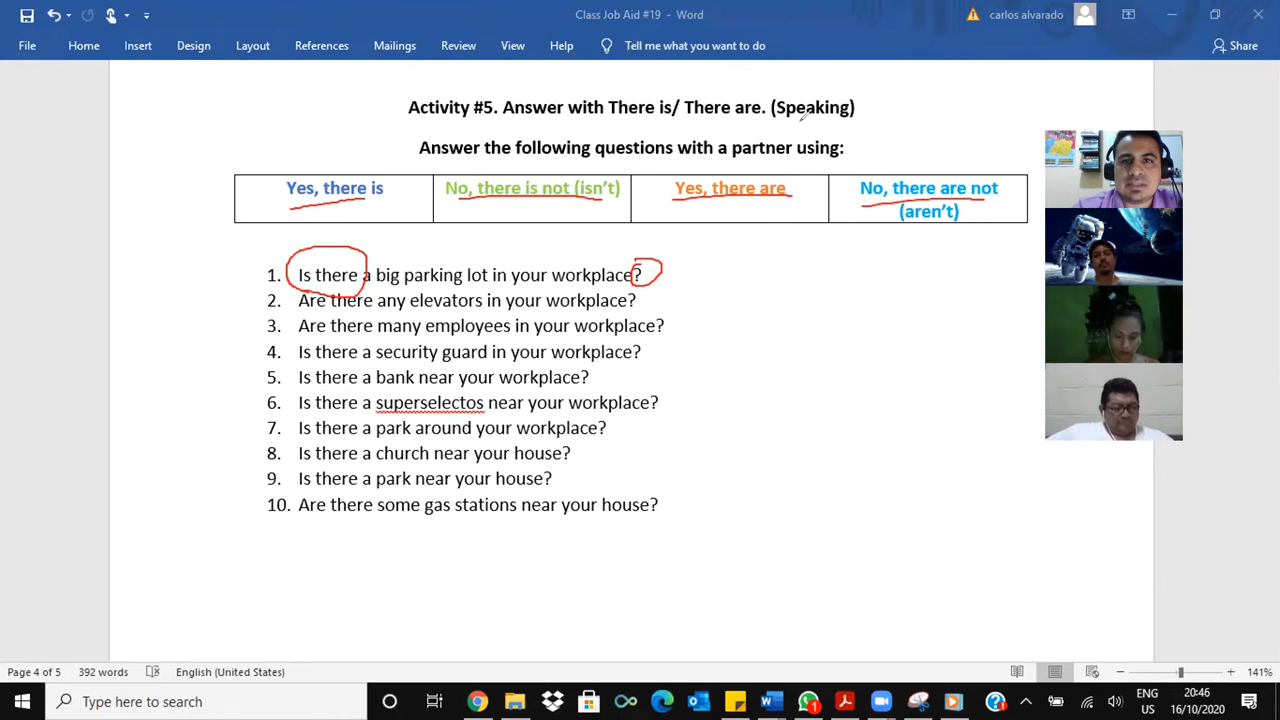 Class Job Aid #19 - Word
carlos alvarado
File Home Insert Design Layout References Mailings Review View Help Tell me what you want to do Share
Activity #5. Answer with There is/ There are. (Speaking)
Answer the following questions with a partner using:
Yes, there is No, there is not (isn't) Yes, there are No, there are not
(aren't)
1. Is there a big parking lot in your workplace?
2. Are there any elevators in your workplace?
3. Are there many employees in your workplace?
4. Is there a security guard in your workplace?
5. Is there a bank near your workplace?
6. Is there a superselectos near your workplace?
7. Is there a park around your workplace?
8. Is there a church near your house?
9. Is there a park near your house?
10. Are there some gas stations near your house?
Page 4 of 5 392 words English (United States) 141%
Type here to search
ENG
US
20:46
16/10/2020